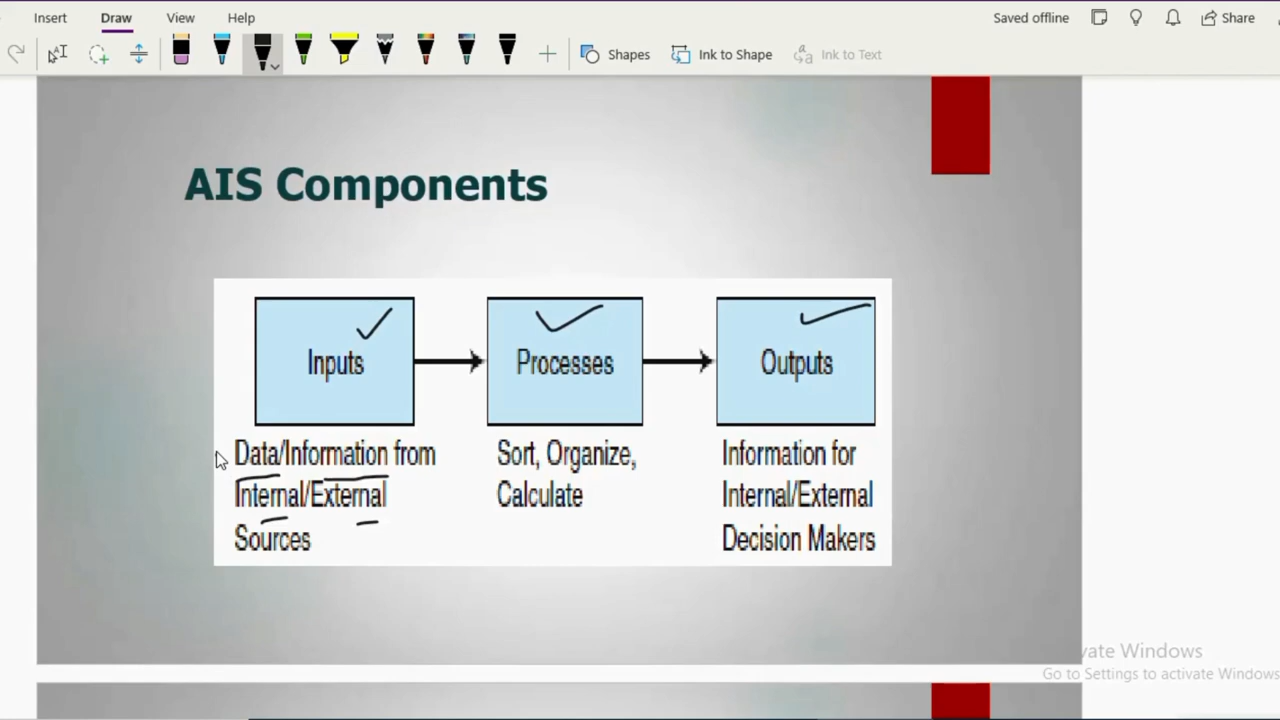 Insert Draw View Help Saved offline Share
Shapes Ink to Shape Ink to Text
AIS Components
Inputs Processes Outputs
Data/Information from
Internal/External
Sources
Sort, Organize,
Calculate
Information for
Internal/External
Decision Makers
Windows
Go to Settings to activate Windows